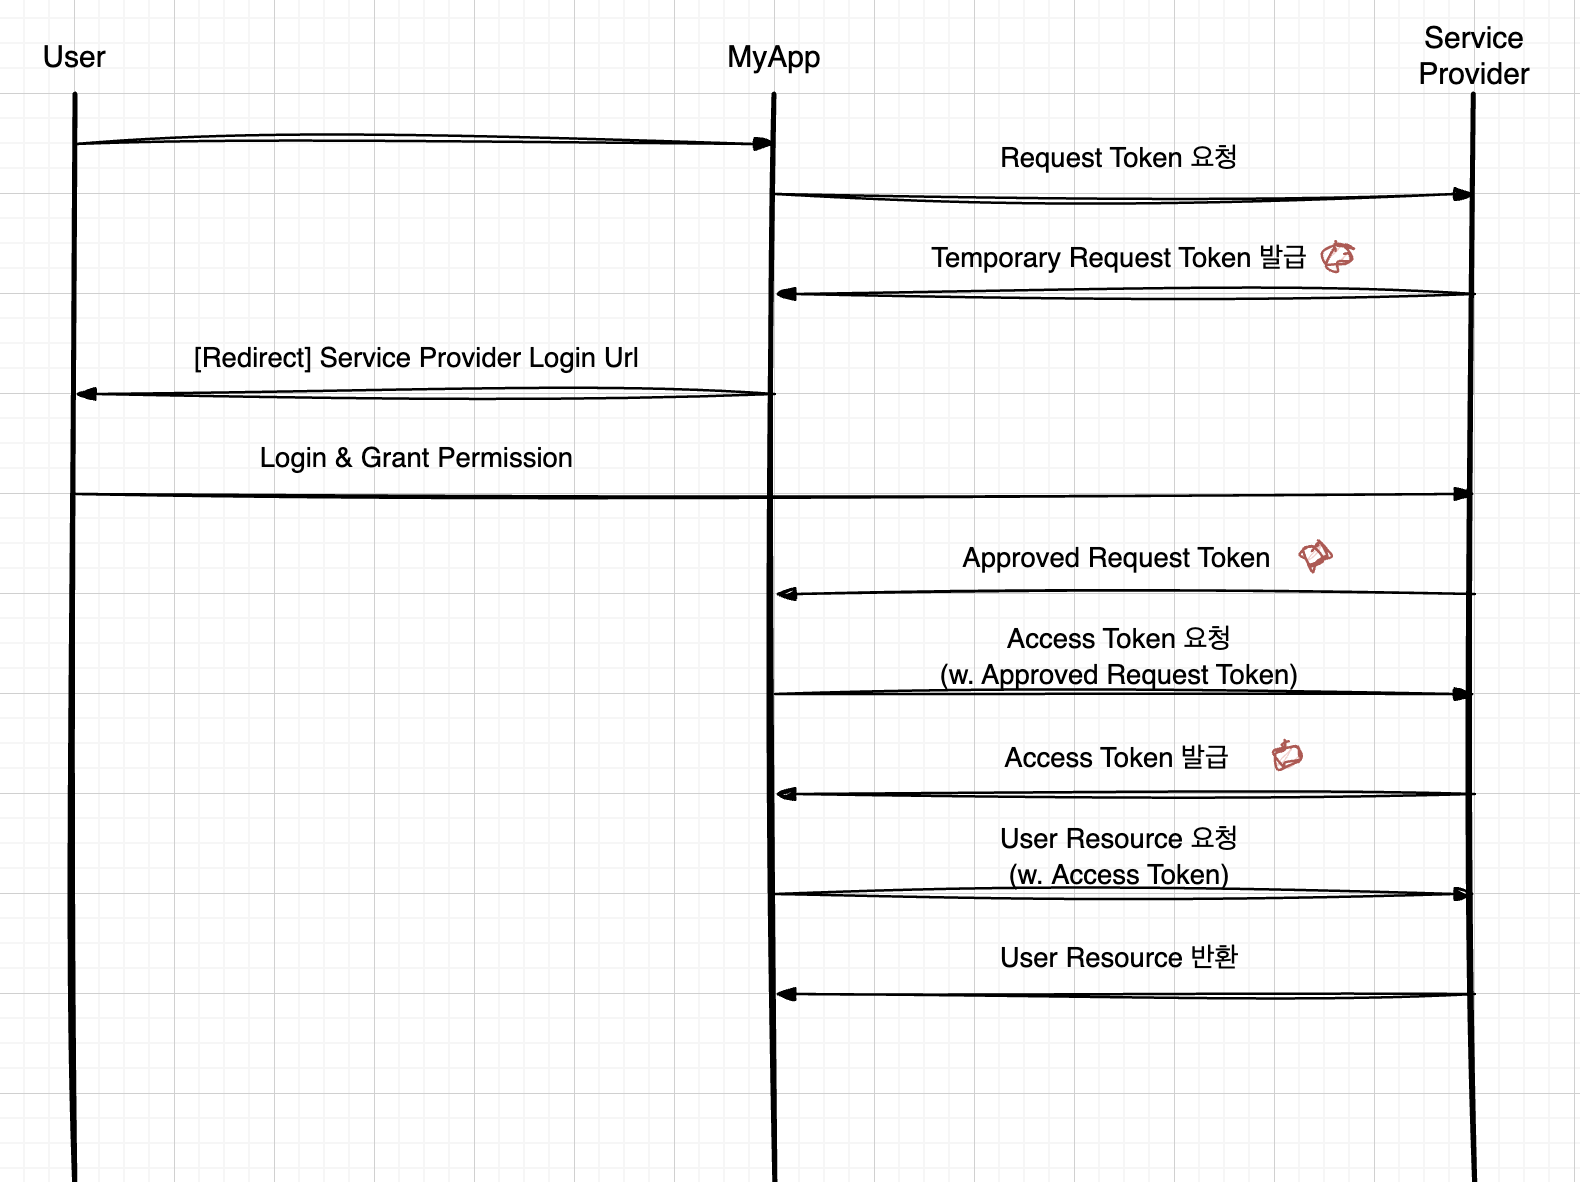 User
MyApp
Service
Provider
Request Token 요청
Temporary Request Token 발급
[Redirect] Service Provider Login Url
Login & Grant Permission
Approved Request Token
Access Token 요청
(w. Approved Request Token)
Access Token 발급
User Resource 요청
(w. Access Token)
User Resource 반환